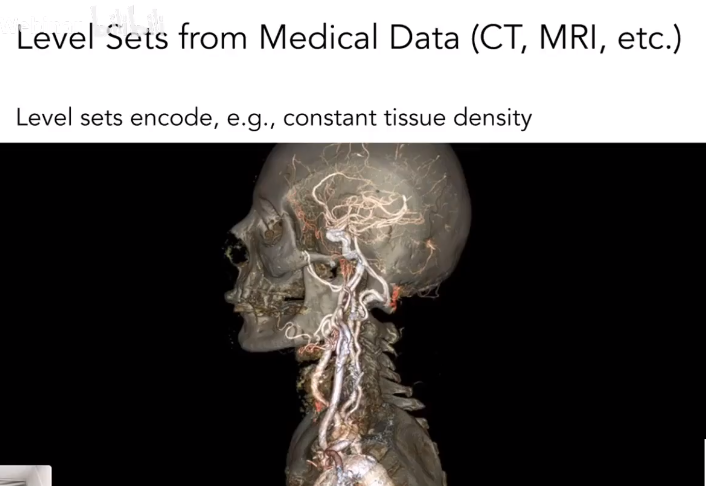 Level Sets from Medical Data (CT, MRI, etc.)
Level sets encode, e.g., constant tissue density